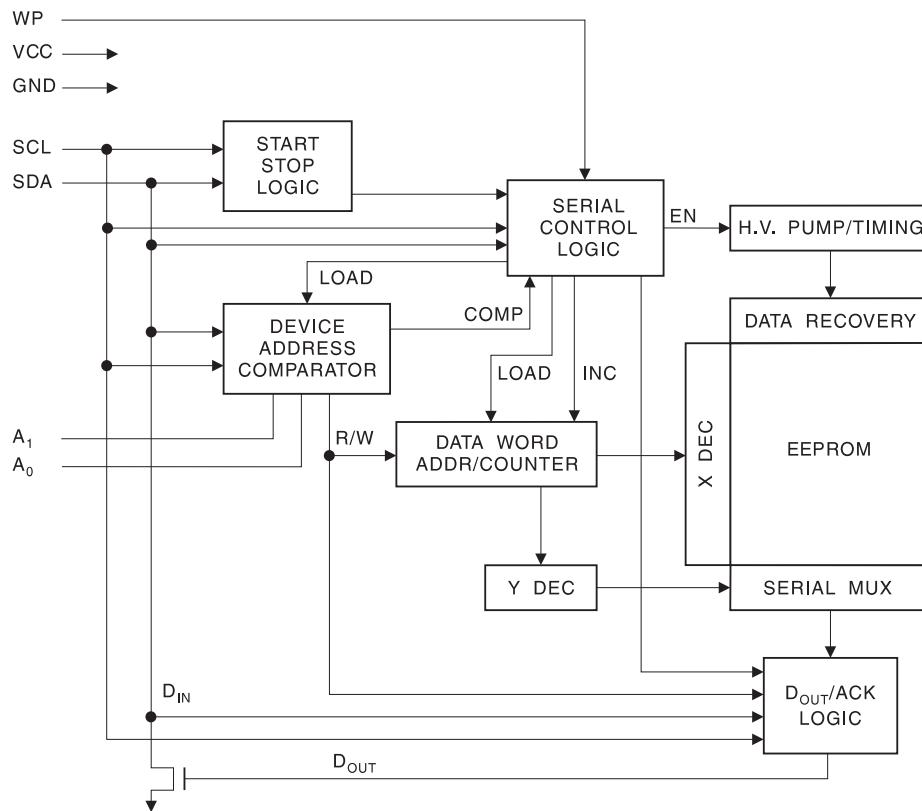 WP
VCC
GND
SCL
SDA
START
STOP
LOGIC
SERIAL
CONTROL
LOGIC
EN
H.V. PUMP/TIMING
LOAD
COMP
DEVICE
ADDRESS
COMPARATOR
DATA RECOVERY
LOAD
INC
A1
A0
R/W
DATA WORD
ADDR/COUNTER
X DEC
EEPROM
Y DEC
SERIAL MUX
DIN
DOUT/ACK
LOGIC
DOUT